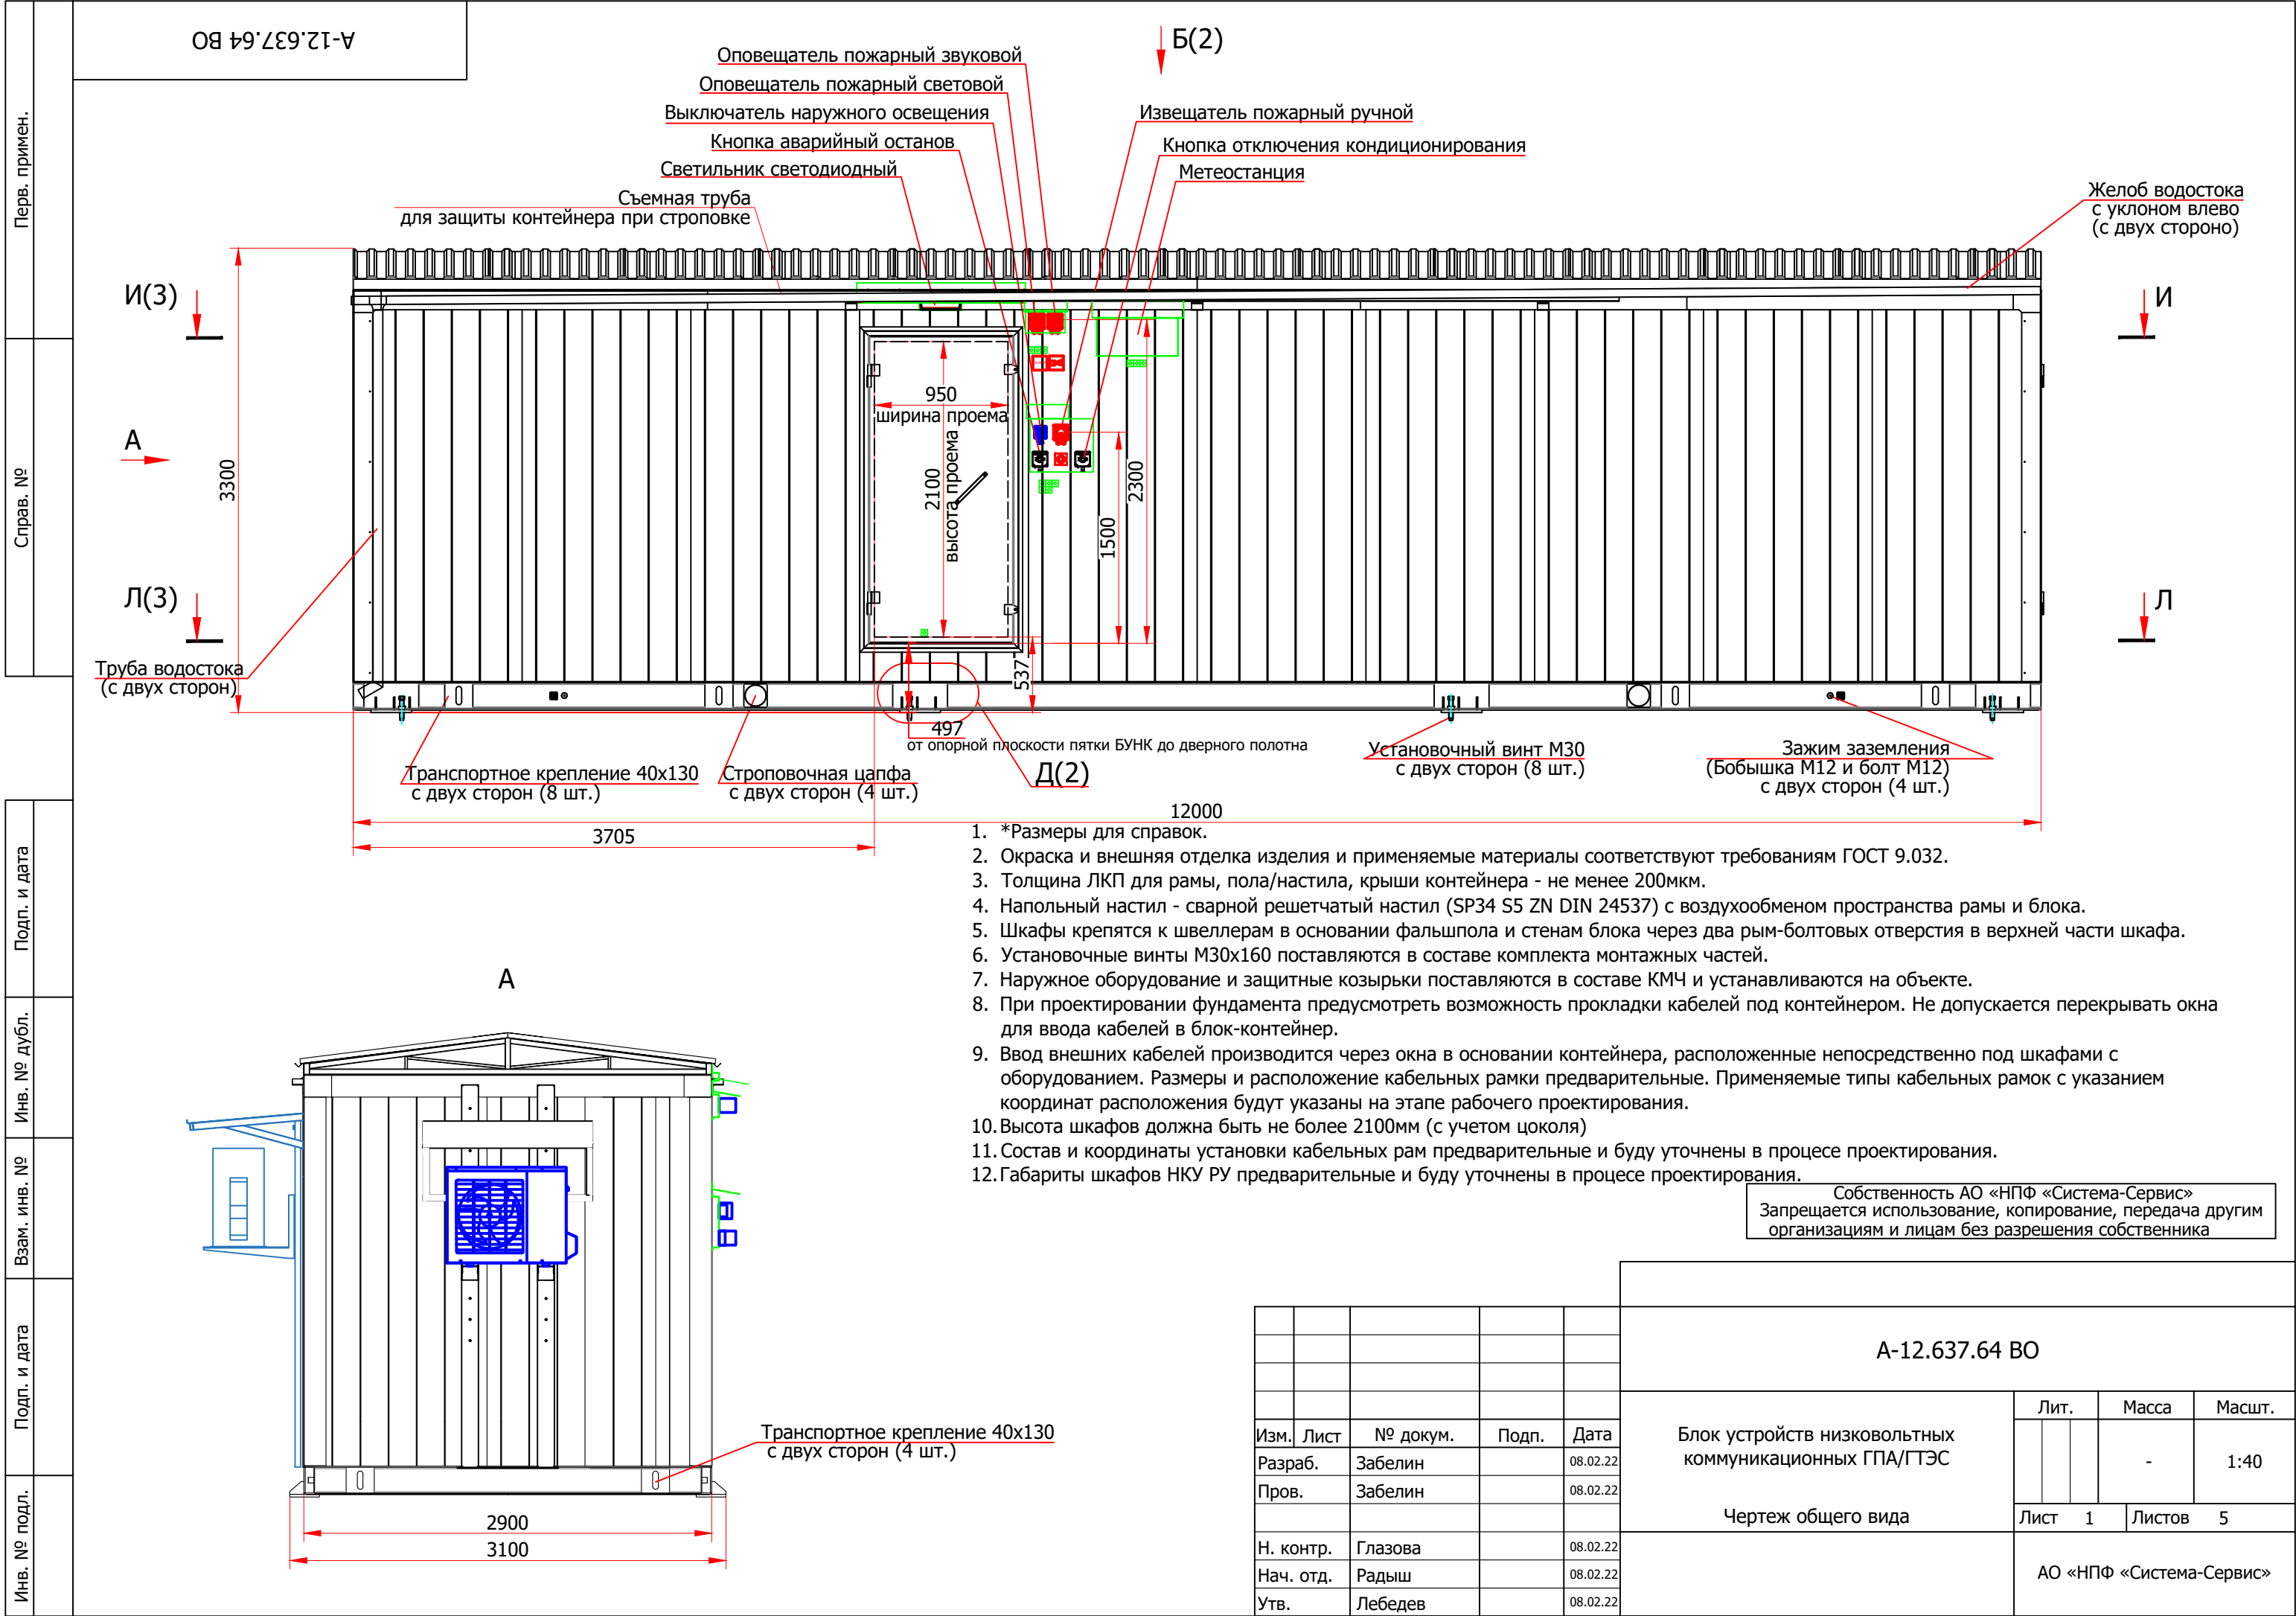 А-12.637.64 ВО
Перв. примен.
Справ. №
Подп. и дата
Инв. № дубл.
Взам. инв. №
Подп. и дата
Инв. № подл.
Б(2)
Оповещатель пожарный звуковой
Оповещатель пожарный световой
Выключатель наружного освещения
Кнопка аварийный останов
Светильник светодиодный
Съемная труба
для защиты контейнера при строповке
Извещатель пожарный ручной
Кнопка отключения кондиционирования
Метеостанция
Желоб водостока
с уклоном влево
(с двух стороно)
И(3)
И
А
3300
950
ширина проема
2100
высота проема
2300
1500
537
Л(3)
Л
Труба водостока
(с двух сторон)
497
от опорной плоскости пятки БУНК до дверного полотна
Д(2)
Транспортное крепление 40х130
с двух сторон (8 шт.)
Строповочная цапфа
с двух сторон (4 шт.)
Установочный винт М30
с двух сторон (8 шт.)
Зажим заземления
(Бобышка М12 и болт М12)
с двух сторон (4 шт.)
12000
3705
1. *Размеры для справок.
2. Окраска и внешняя отделка изделия и применяемые материалы соответствуют требованиям ГОСТ 9.032.
3. Толщина ЛКП для рамы, пола/настила, крыши контейнера - не менее 200мкм.
4. Напольный настил - сварной решетчатый настил (SP34 S5 ZN DIN 24537) с воздухообменом пространства рамы и блока.
5. Шкафы крепятся к швеллерам в основании фальшпола и стенам блока через два рым-болтовых отверстия в верхней части шкафа.
6. Установочные винты М30х160 поставляются в составе комплекта монтажных частей.
7. Наружное оборудование и защитные козырьки поставляются в составе КМЧ и устанавливаются на объекте.
8. При проектировании фундамента предусмотреть возможность прокладки кабелей под контейнером. Не допускается перекрывать окна
для ввода кабелей в блок-контейнер.
9. Ввод внешних кабелей производится через окна в основании контейнера, расположенные непосредственно под шкафами с
оборудованием. Размеры и расположение кабельных рамки предварительные. Применяемые типы кабельных рамок с указанием
координат расположения будут указаны на этапе рабочего проектирования.
10. Высота шкафов должна быть не более 2100мм (с учетом цоколя)
11. Состав и координаты установки кабельных рам предварительные и буду уточнены в процессе проектирования.
12. Габариты шкафов НКУ РУ предварительные и буду уточнены в процессе проектирования.
А
Транспортное крепление 40х130
с двух сторон (4 шт.)
2900
3100
Собственность АО «НПФ «Система-Сервис»
Запрещается использование, копирование, передача другим
организациям и лицам без разрешения собственника
А-12.637.64 ВО
Изм. Лист № докум. Подп. Дата
Разраб. Забелин 08.02.22
Пров. Забелин 08.02.22
Н. контр. Глазова 08.02.22
Нач. отд. Радыш 08.02.22
Утв. Лебедев 08.02.22
Блок устройств низковольтных
коммуникационных ГПА/ГТЭС
Чертеж общего вида
Лит. Масса Масшт.
- 1:40
Лист 1 Листов 5
АО «НПФ «Система-Сервис»